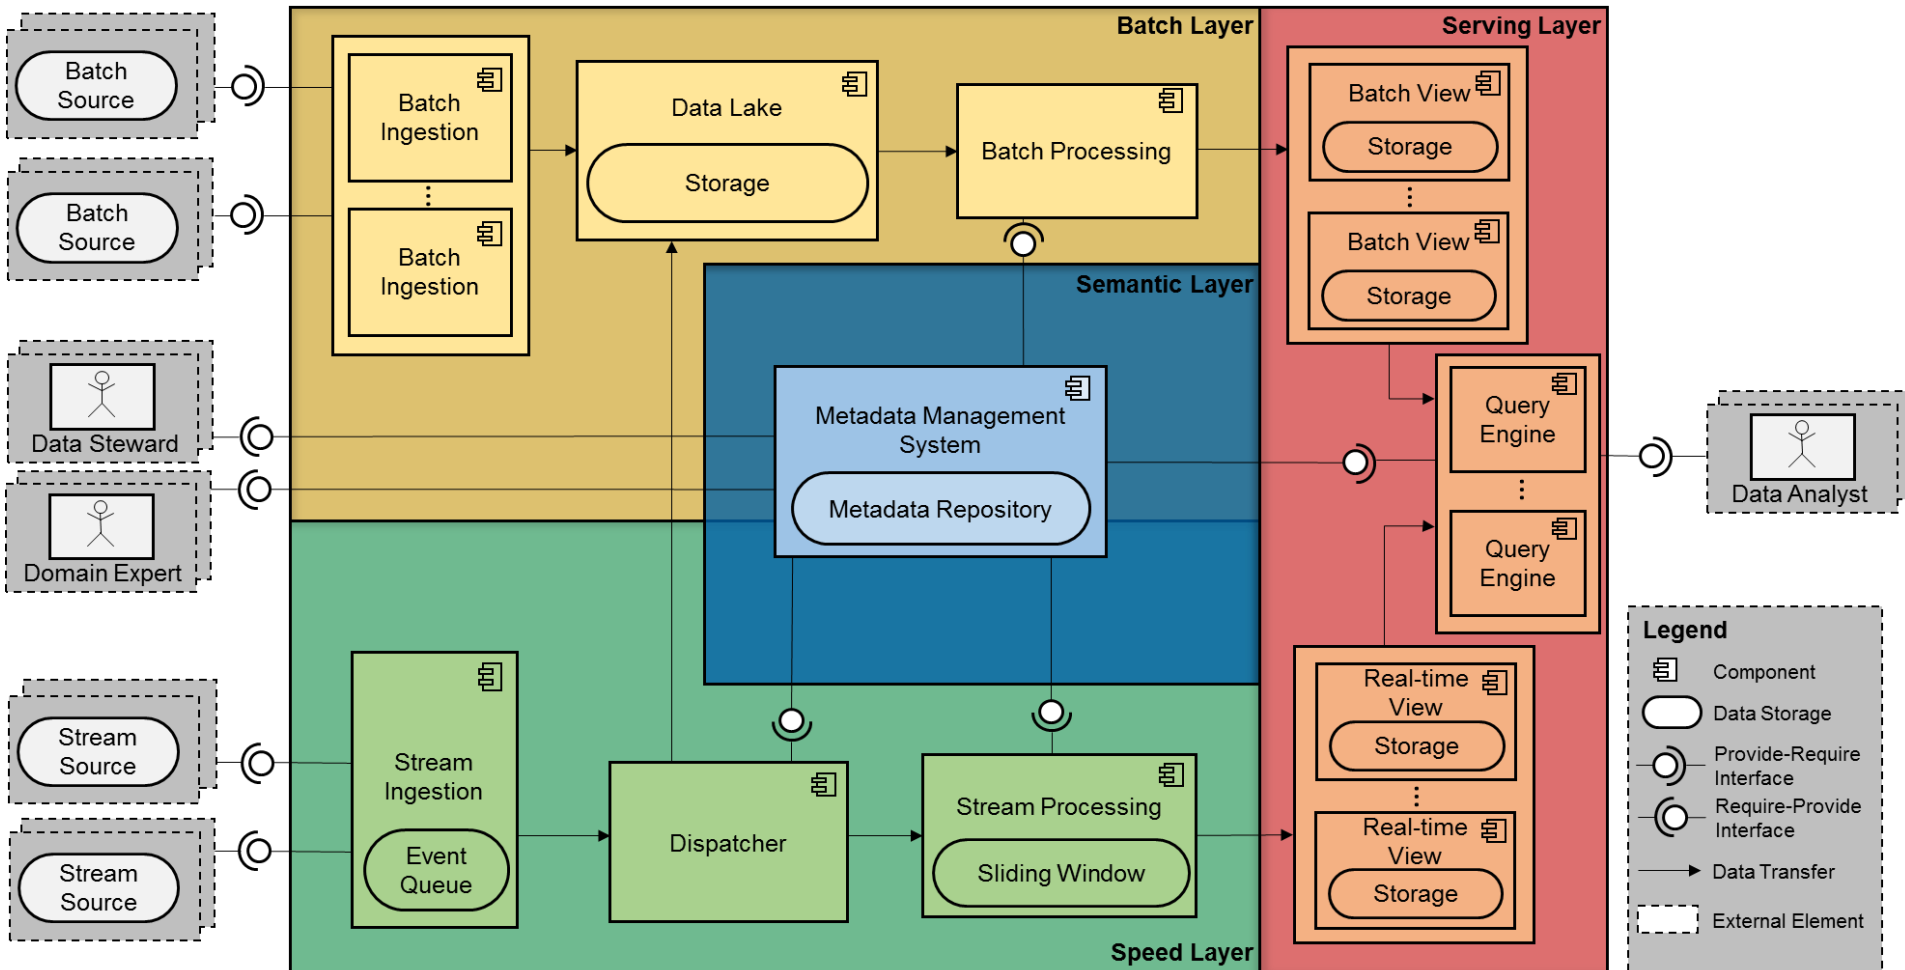 Batch Layer
Serving Layer
Batch
Source
Batch
Ingestion
Data Lake
Storage
Batch Processing
Batch View
Storage
Batch
Source
Batch
Ingestion
Batch View
Storage
Semantic Layer
Data Steward
Metadata Management
System
Metadata Repository
Query
Engine
Data Analyst
Domain Expert
Query
Engine
Stream
Source
Stream
Ingestion
Event
Queue
Dispatcher
Stream Processing
Sliding Window
Real-time
View
Storage
Stream
Source
Real-time
View
Storage
Speed Layer
Legend
Component
Data Storage
Provide-Require
Interface
Require-Provide
Interface
Data Transfer
External Element